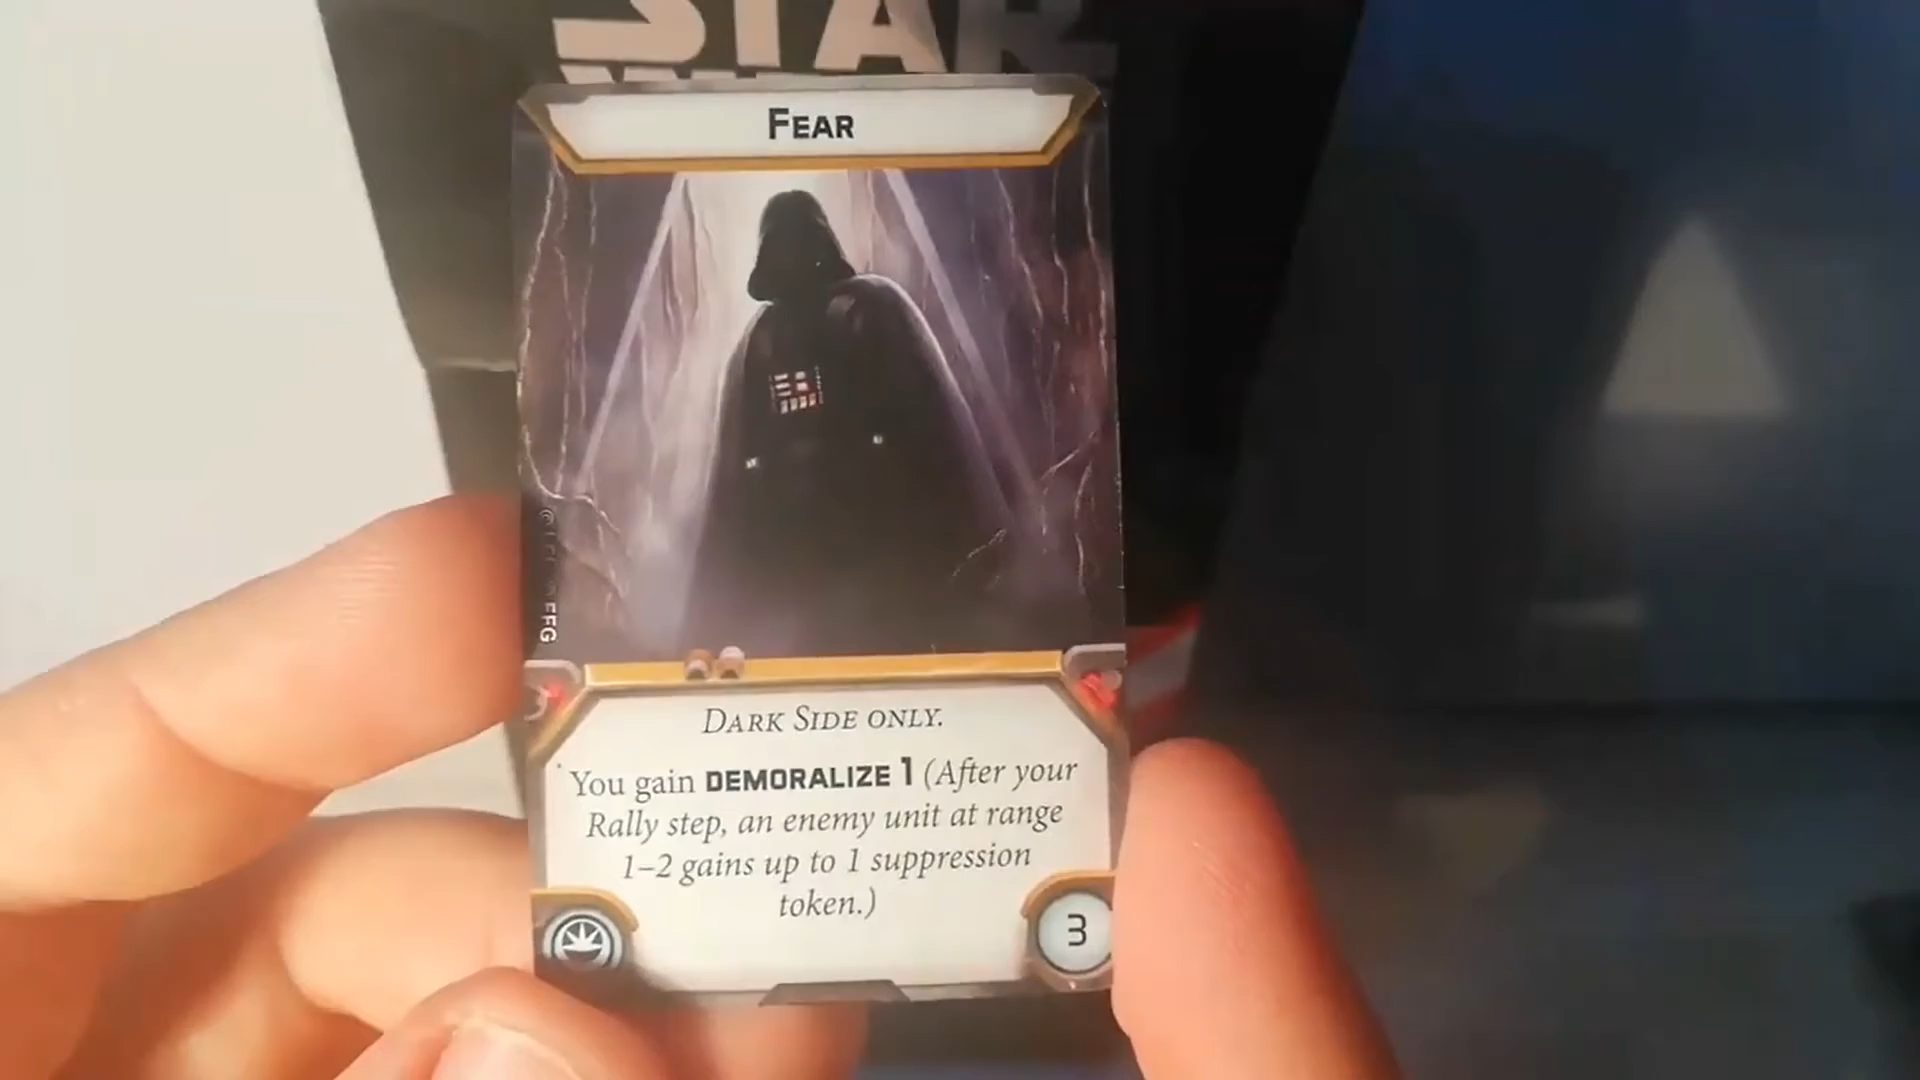 STAR
FEAR
FFG
DARK SIDE ONLY.
You gain DEMORALIZE 1 (After your
Rally step, an enemy unit at range
1–2 gains up to 1 suppression
token.)
3